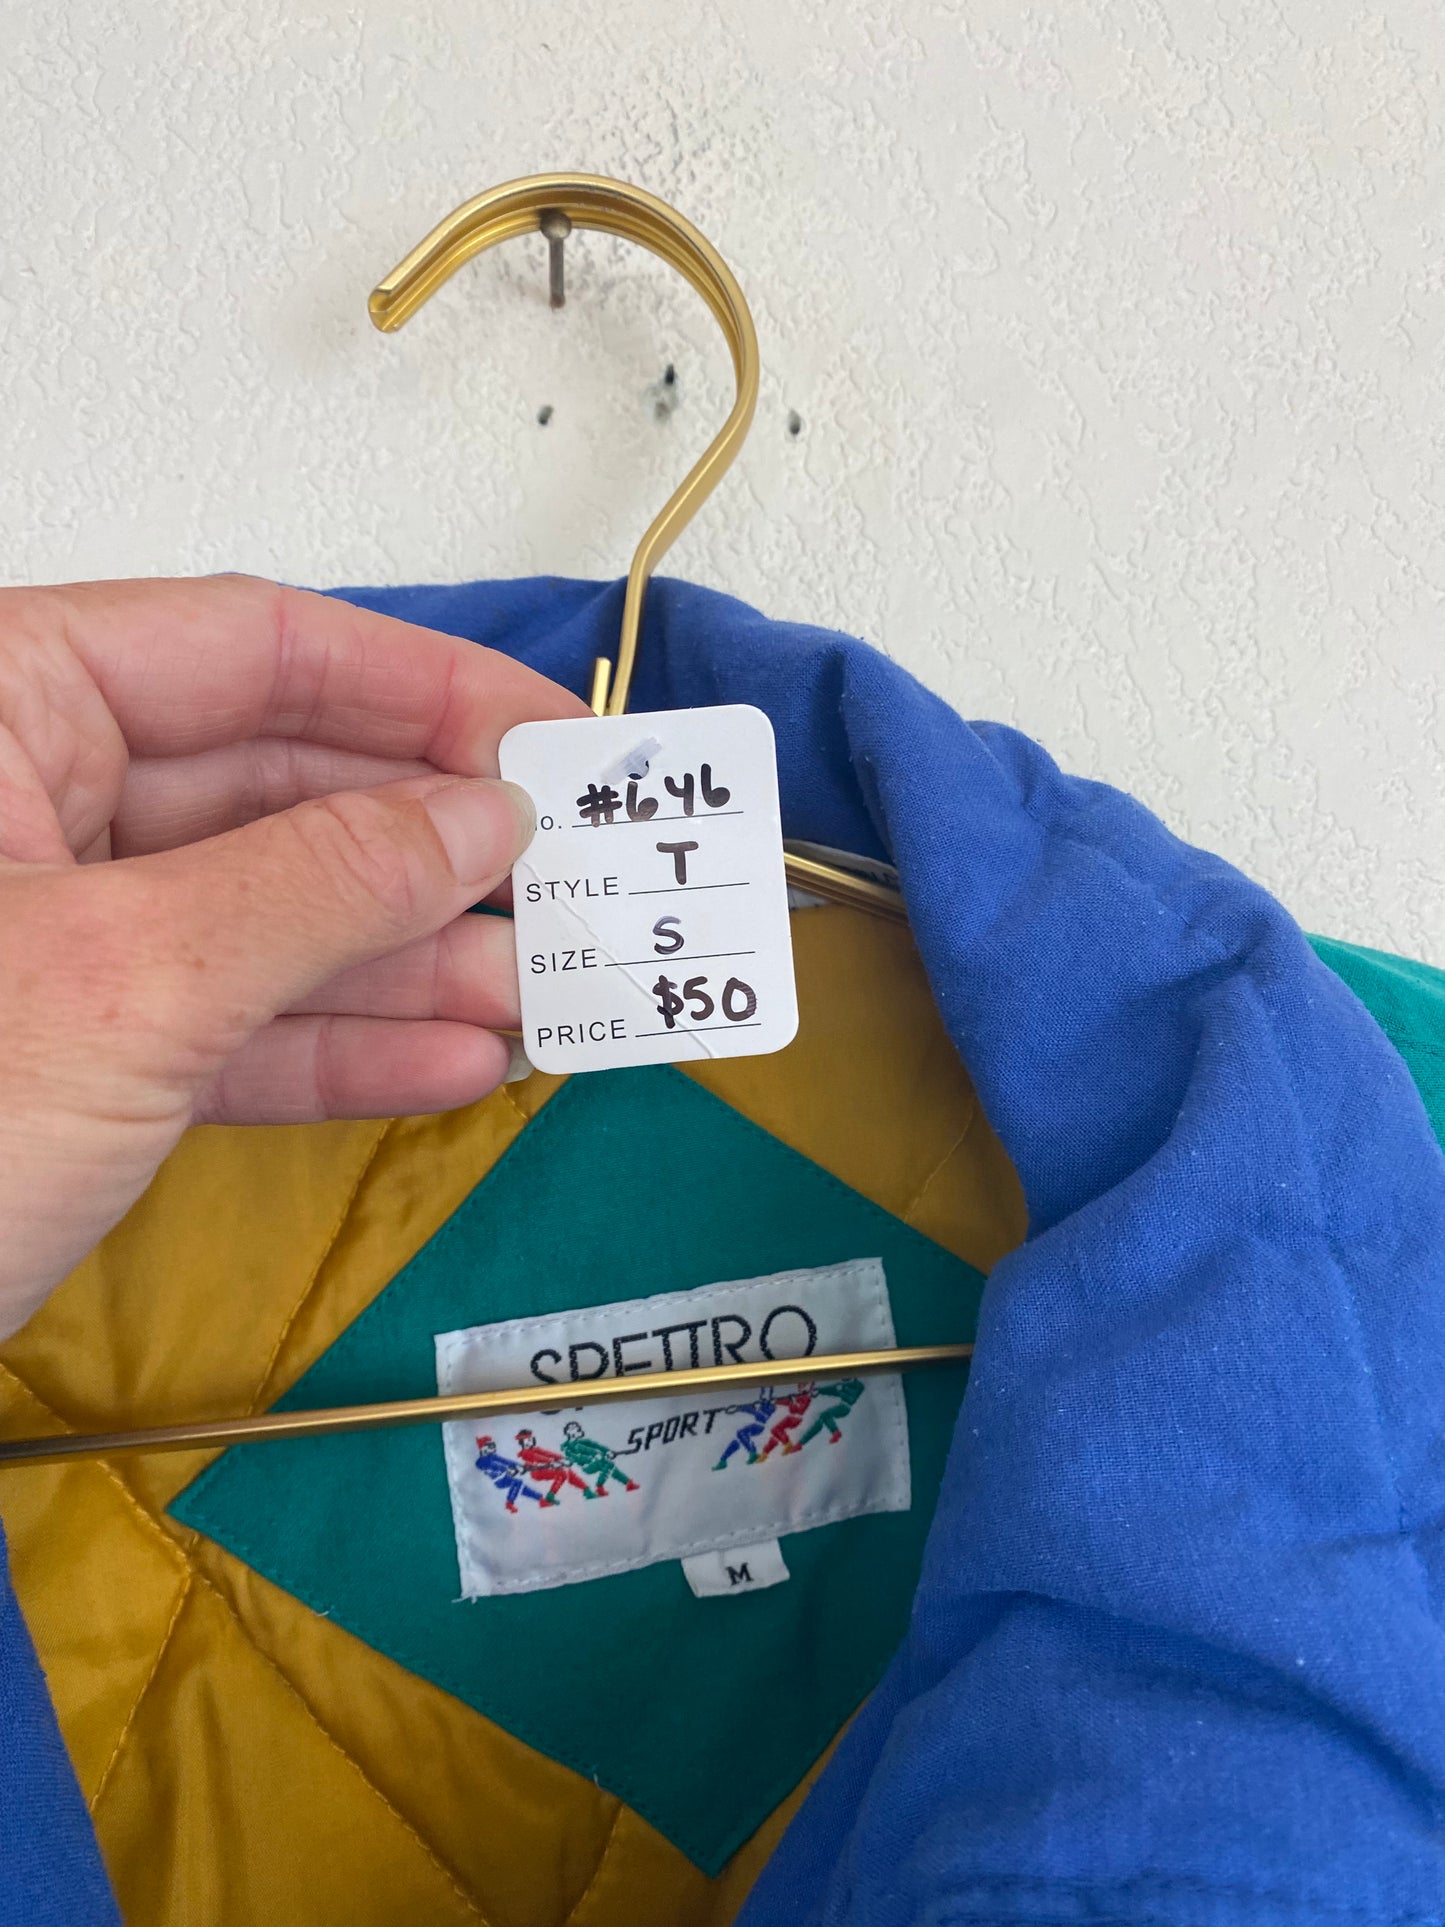 No. #646
STYLE T
SIZE S
PRICE $50
SPETTRO
SPORT
M